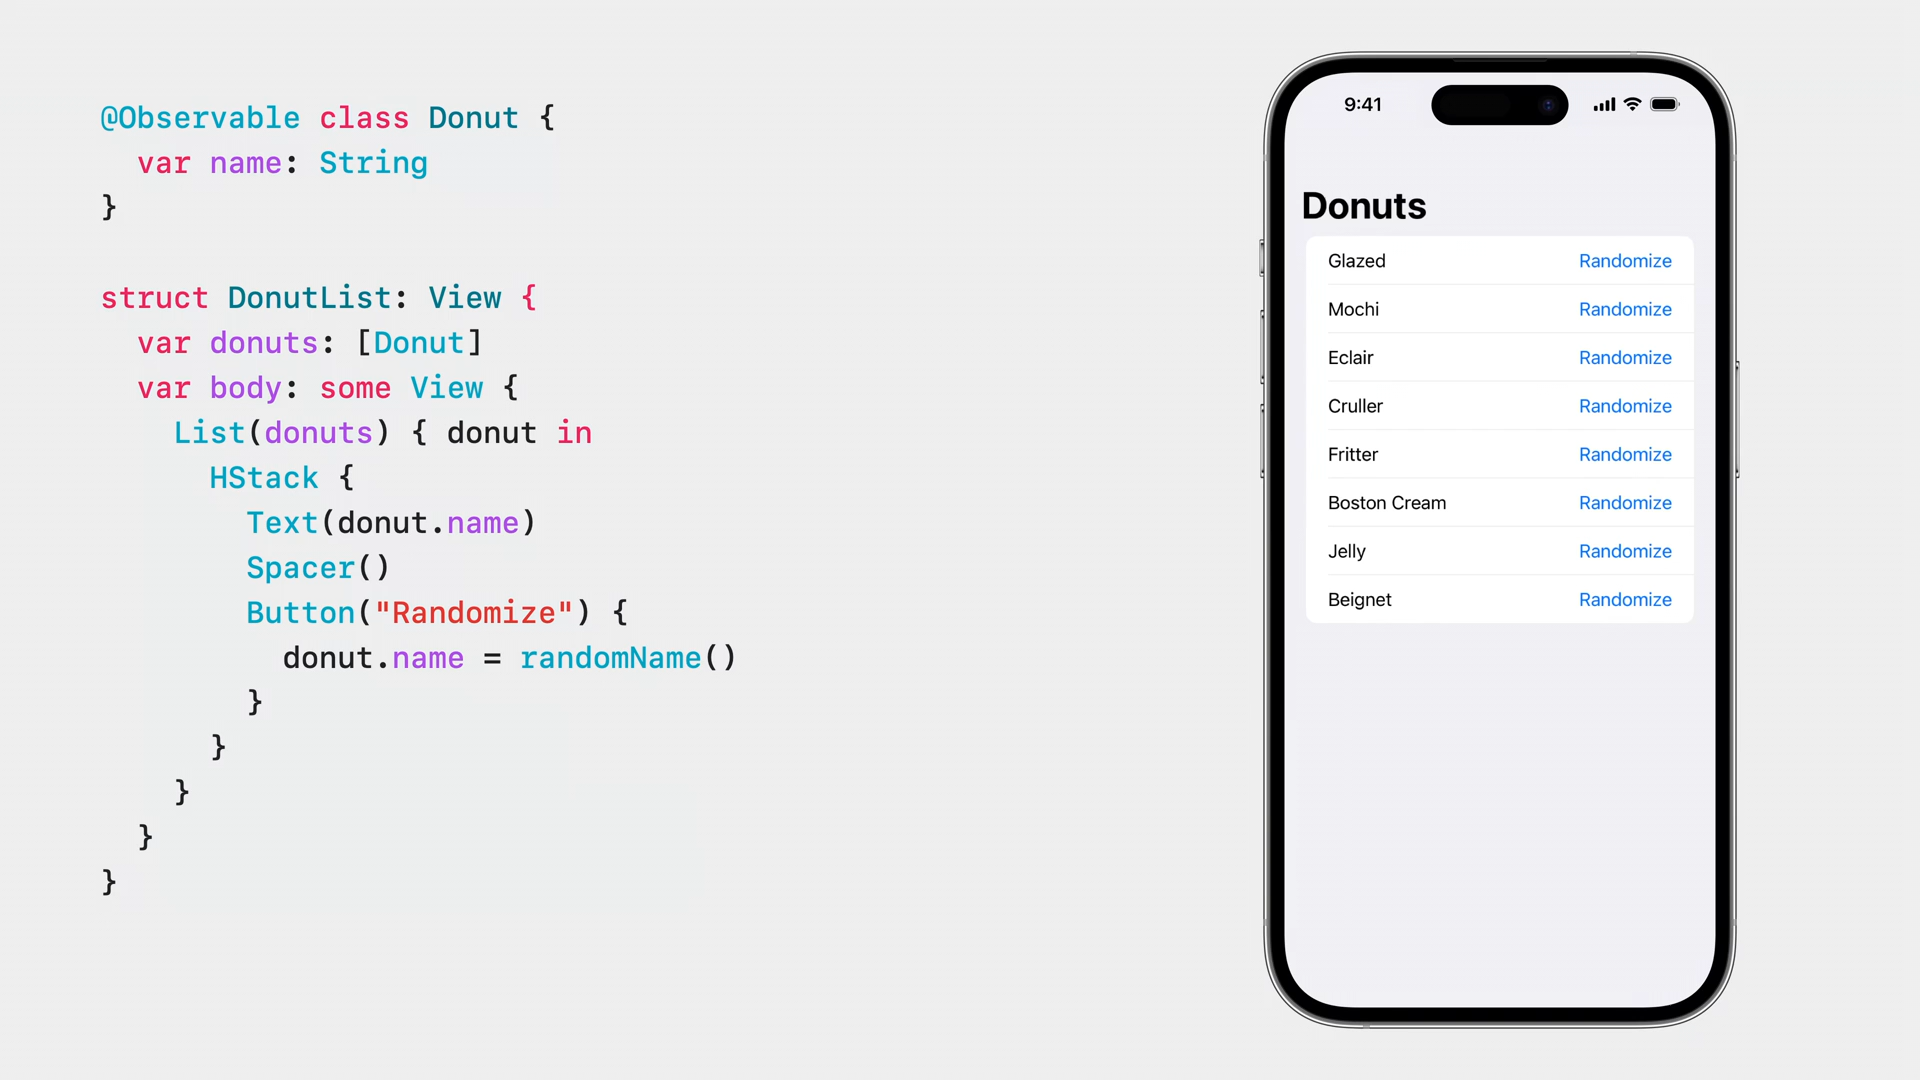 @Observable class Donut {
  var name: String
}

struct DonutList: View {
  var donuts: [Donut]
  var body: some View {
    List(donuts) { donut in
      HStack {
        Text(donut.name)
        Spacer()
        Button("Randomize") {
          donut.name = randomName()
        }
      }
    }
  }
}
9:41
Donuts
Glazed Randomize
Mochi Randomize
Eclair Randomize
Cruller Randomize
Fritter Randomize
Boston Cream Randomize
Jelly Randomize
Beignet Randomize